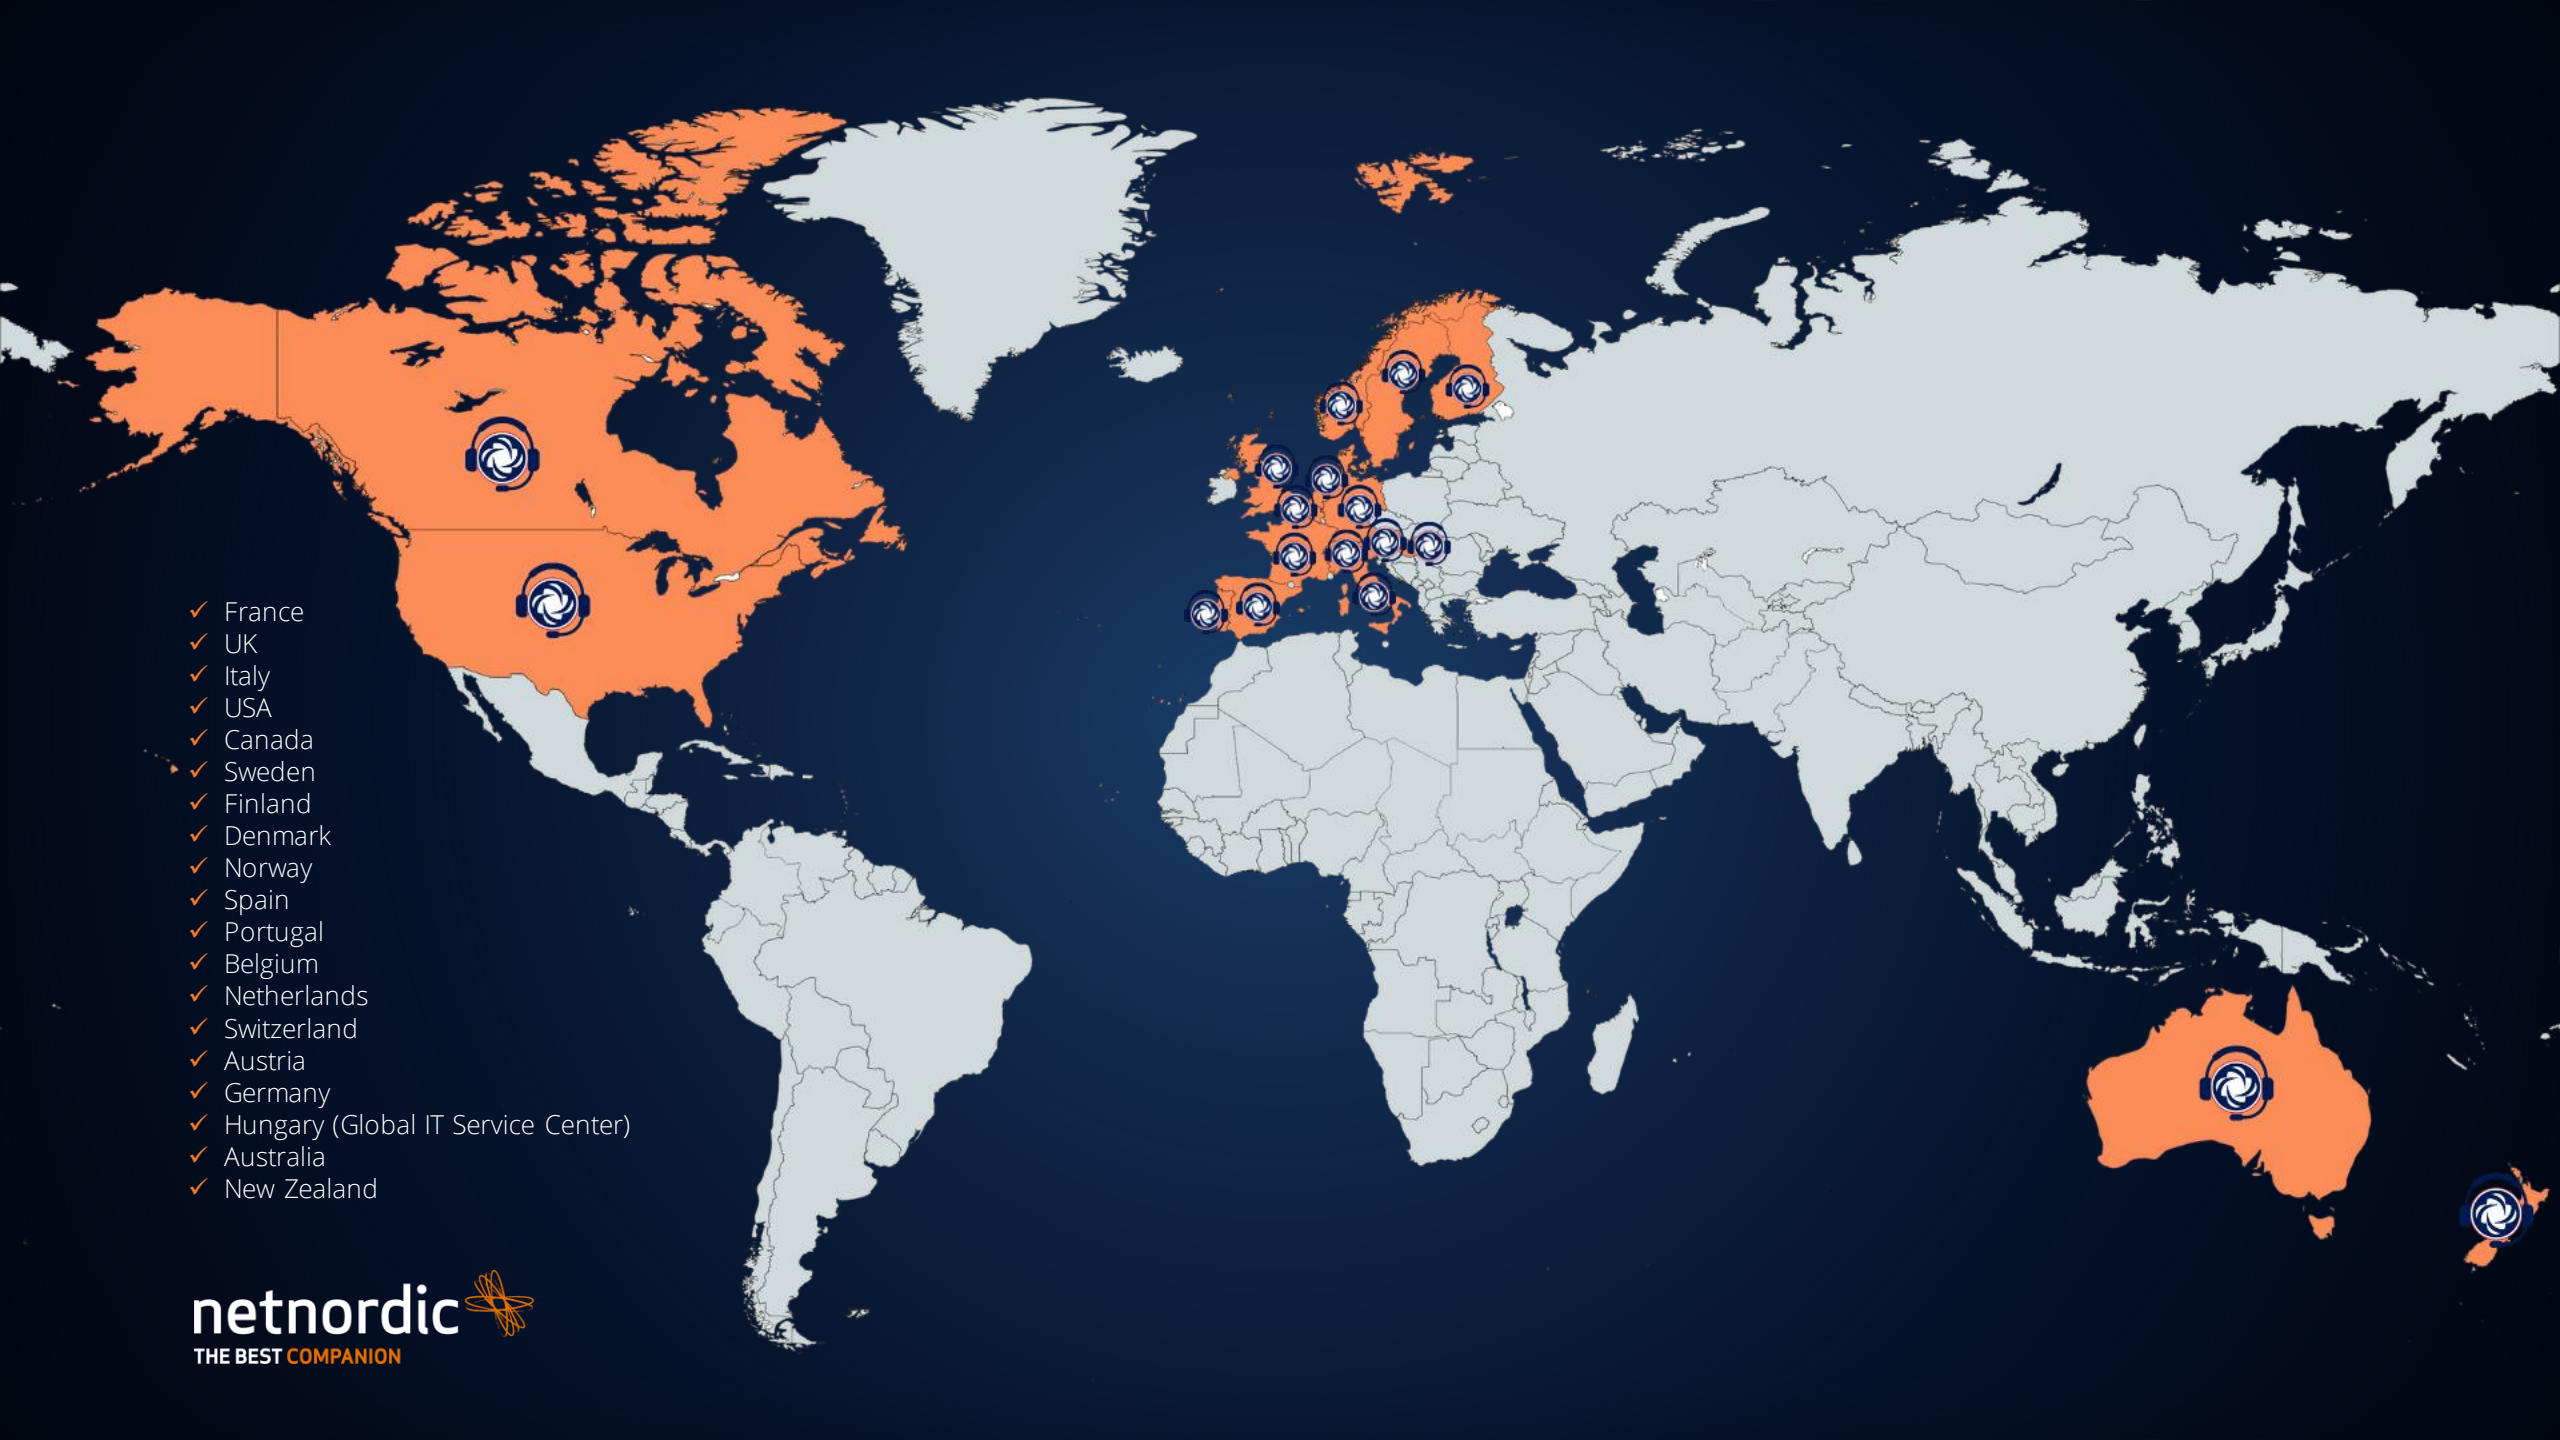 France
UK
Italy
USA
Canada
Sweden
Finland
Denmark
Norway
Spain
Portugal
Belgium
Netherlands
Switzerland
Austria
Germany
Hungary (Global IT Service Center)
Australia
New Zealand
netnordic
THE BEST COMPANION